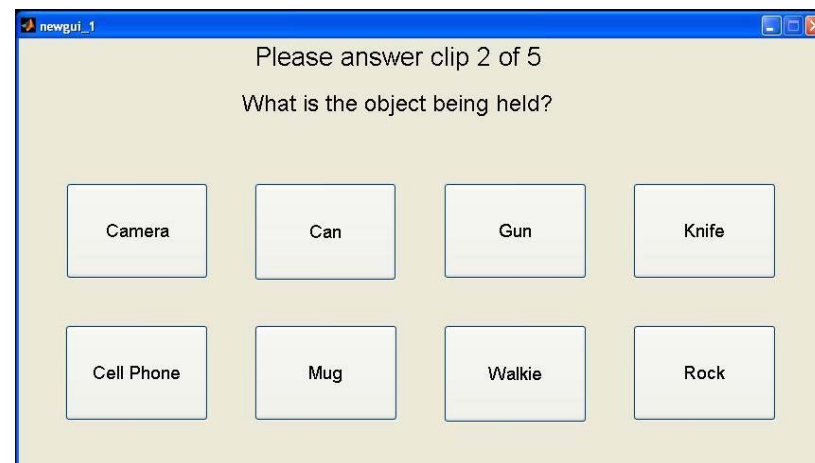 newgui_1
Please answer clip 2 of 5
What is the object being held?
Camera Can Gun Knife
Cell Phone Mug Walkie Rock